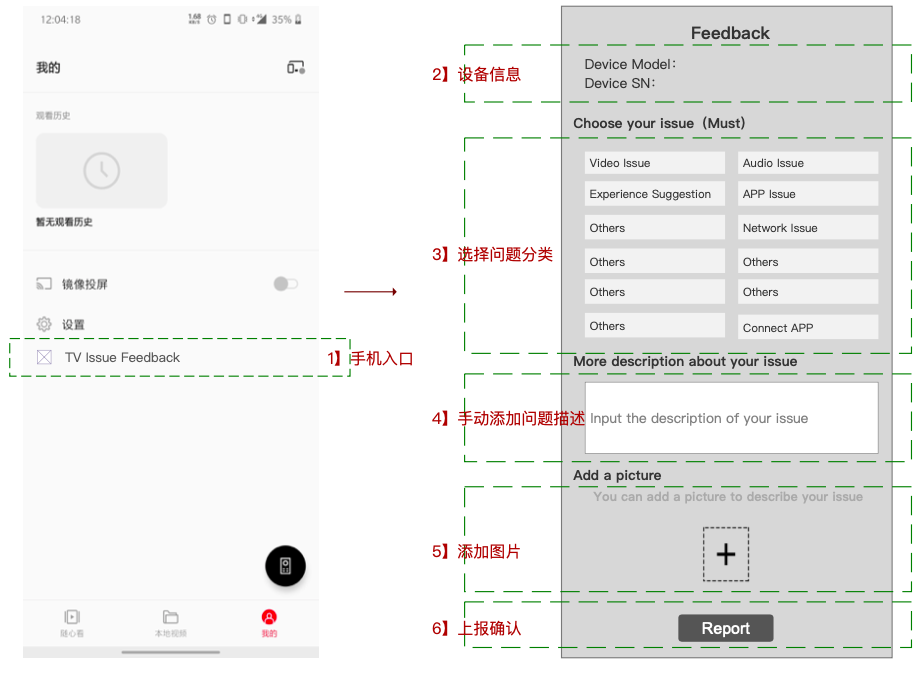 12:04:18
1.68 KB/S
35%
我的
观看历史
暂无观看历史
镜像投屏
设置
TV Issue Feedback
1】手机入口
随心看
本地视频
我的
Feedback
2】设备信息
Device Model：
Device SN：
Choose your issue（Must）
3】选择问题分类
Video Issue
Audio Issue
Experience Suggestion
APP Issue
Others
Network Issue
Others
Others
Others
Others
Others
Connect APP
More description about your issue
4】手动添加问题描述
Input the description of your issue
Add a picture
You can add a picture to describe your issue
5】添加图片
+
6】上报确认
Report